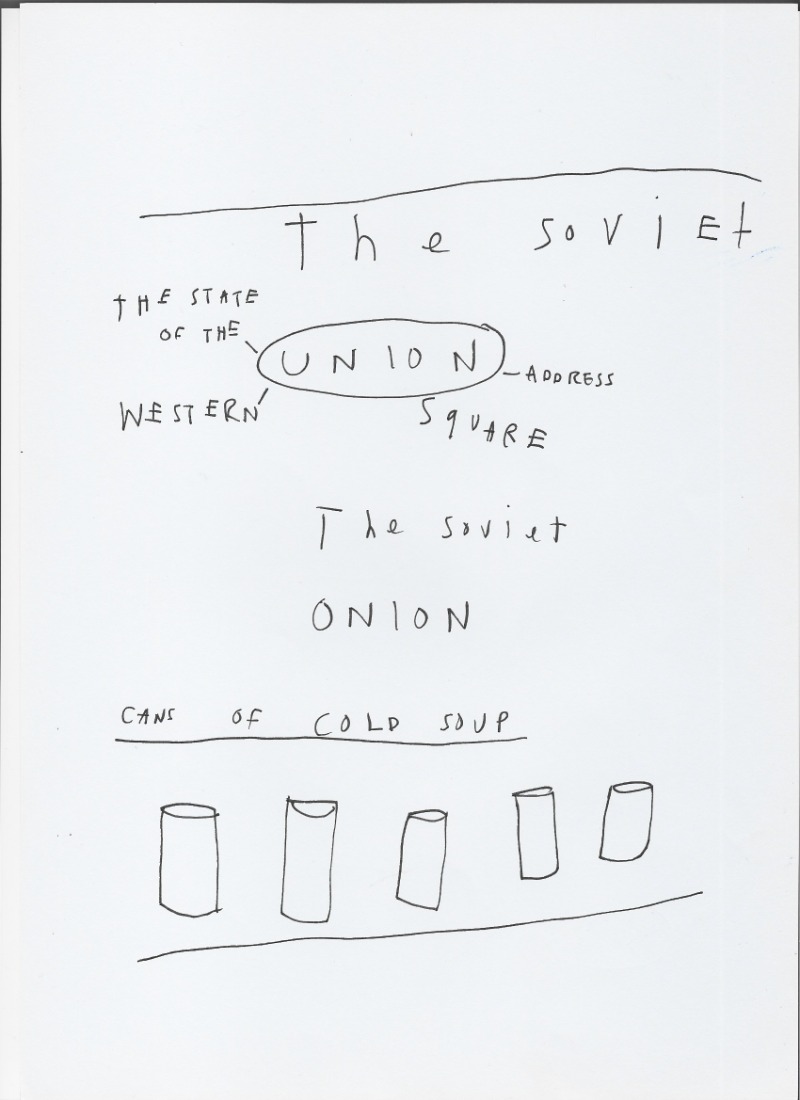 The soviEt
THE STATE
OF THE
UNION
ADDRESS
WESTERN
SqUARE
The soviet
ONION
CANS OF COLD SOUP